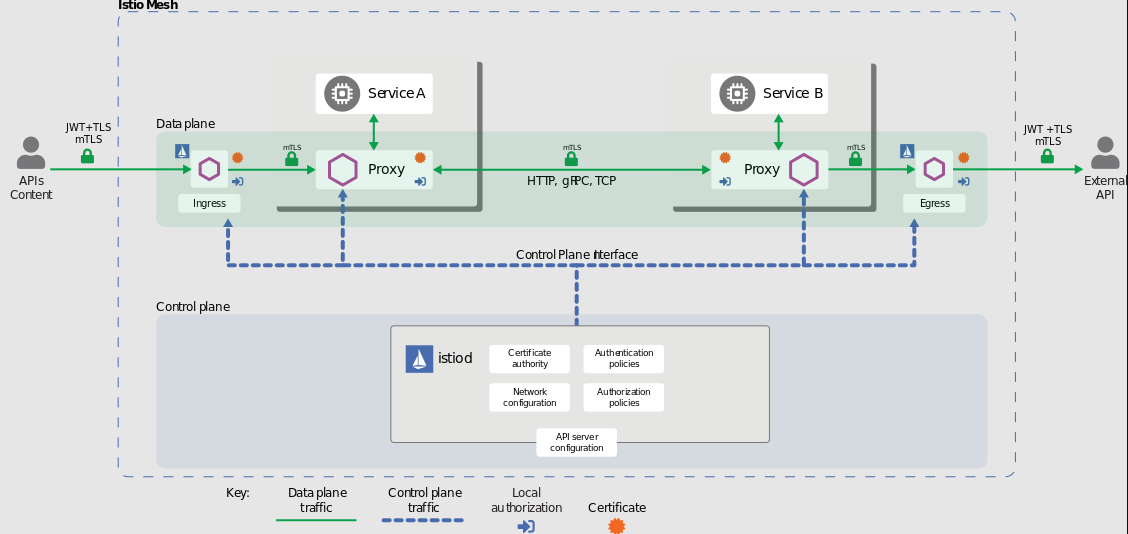 Istio Mesh
Service A
Service B
Data plane
JWT+TLS
mTLS
JWT +TLS
mTLS
mTLS
mTLS
mTLS
Proxy
Proxy
APIs
Content
HTTP, gRPC, TCP
External
API
Ingress
Egress
Control Plane Interface
Control plane
istiod
Certificate
authority
Authentication
policies
Network
configuration
Authorization
policies
API server
configuration
Key:
Data plane
traffic
Control plane
traffic
Local
authorization
Certificate